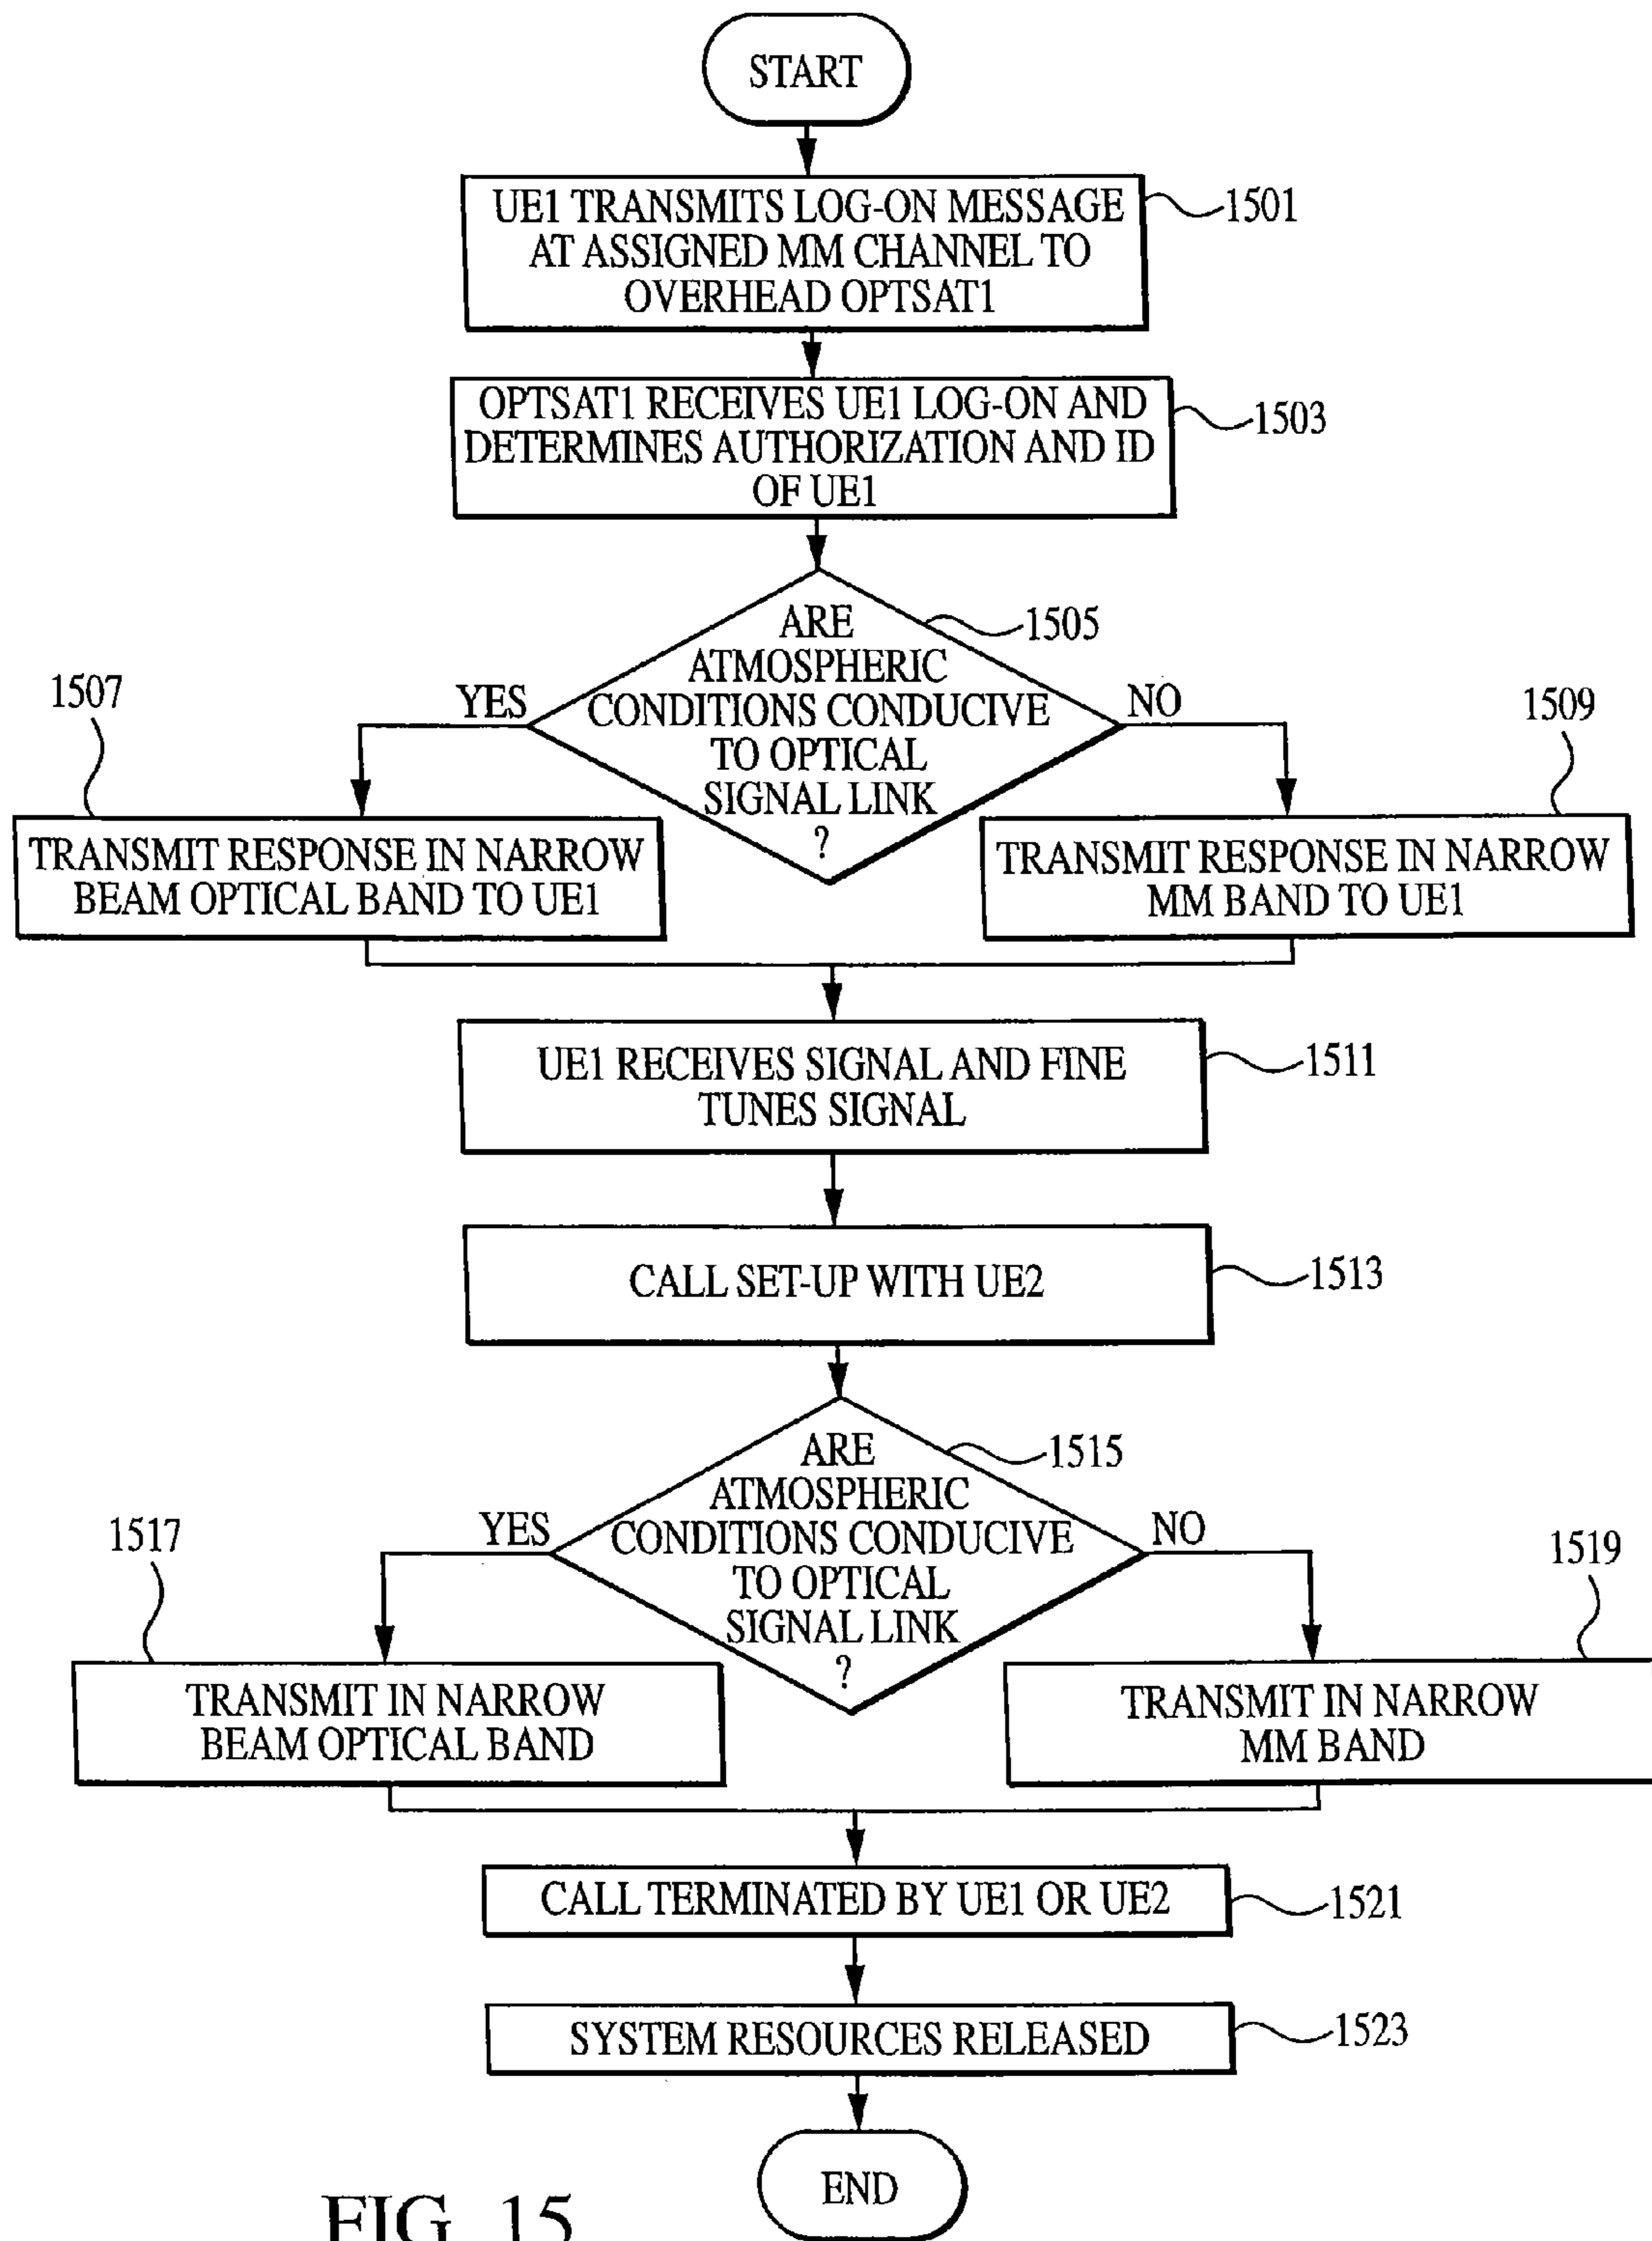 START
UE1 TRANSMITS LOG-ON MESSAGE
AT ASSIGNED MM CHANNEL TO
OVERHEAD OPTSAT1
1501
OPTSAT1 RECEIVES UE1 LOG-ON AND
DETERMINES AUTHORIZATION AND ID
OF UE1
1503
ARE
ATMOSPHERIC
CONDITIONS CONDUCIVE
TO OPTICAL
SIGNAL LINK
?
1505
YES
NO
1507
TRANSMIT RESPONSE IN NARROW
BEAM OPTICAL BAND TO UE1
1509
TRANSMIT RESPONSE IN NARROW
MM BAND TO UE1
UE1 RECEIVES SIGNAL AND FINE
TUNES SIGNAL
1511
CALL SET-UP WITH UE2
1513
ARE
ATMOSPHERIC
CONDITIONS CONDUCIVE
TO OPTICAL
SIGNAL LINK
?
1515
YES
NO
1517
TRANSMIT IN NARROW
BEAM OPTICAL BAND
1519
TRANSMIT IN NARROW
MM BAND
CALL TERMINATED BY UE1 OR UE2
1521
SYSTEM RESOURCES RELEASED
1523
END
FIG. 15